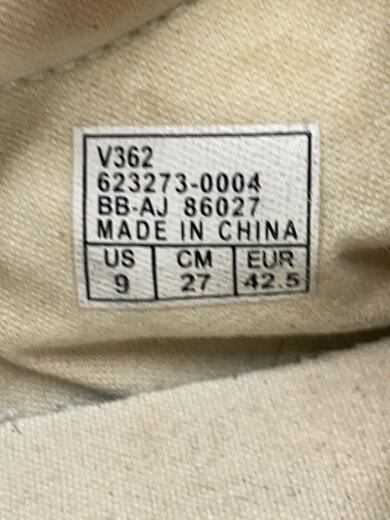 V362
623273-0004
BB-AJ 86027
MADE IN CHINA
US CM EUR
9 27 42.5